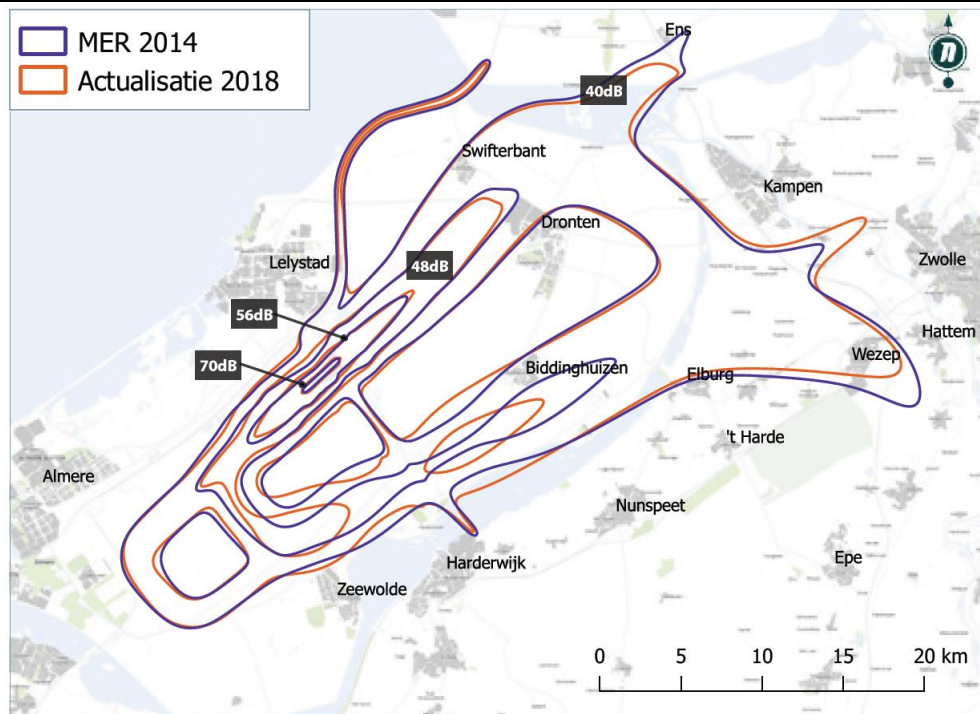 MER 2014
Actualisatie 2018
n
Ens
40dB
Swifterbant
Kampen
Dronten
Zwolle
Lelystad
48dB
56dB
Hattem
Wezep
70dB
Biddinghuizen
Elburg
't Harde
Almere
Nunspeet
Harderwijk
Epe
Zeewolde
0 5 10 15 20 km